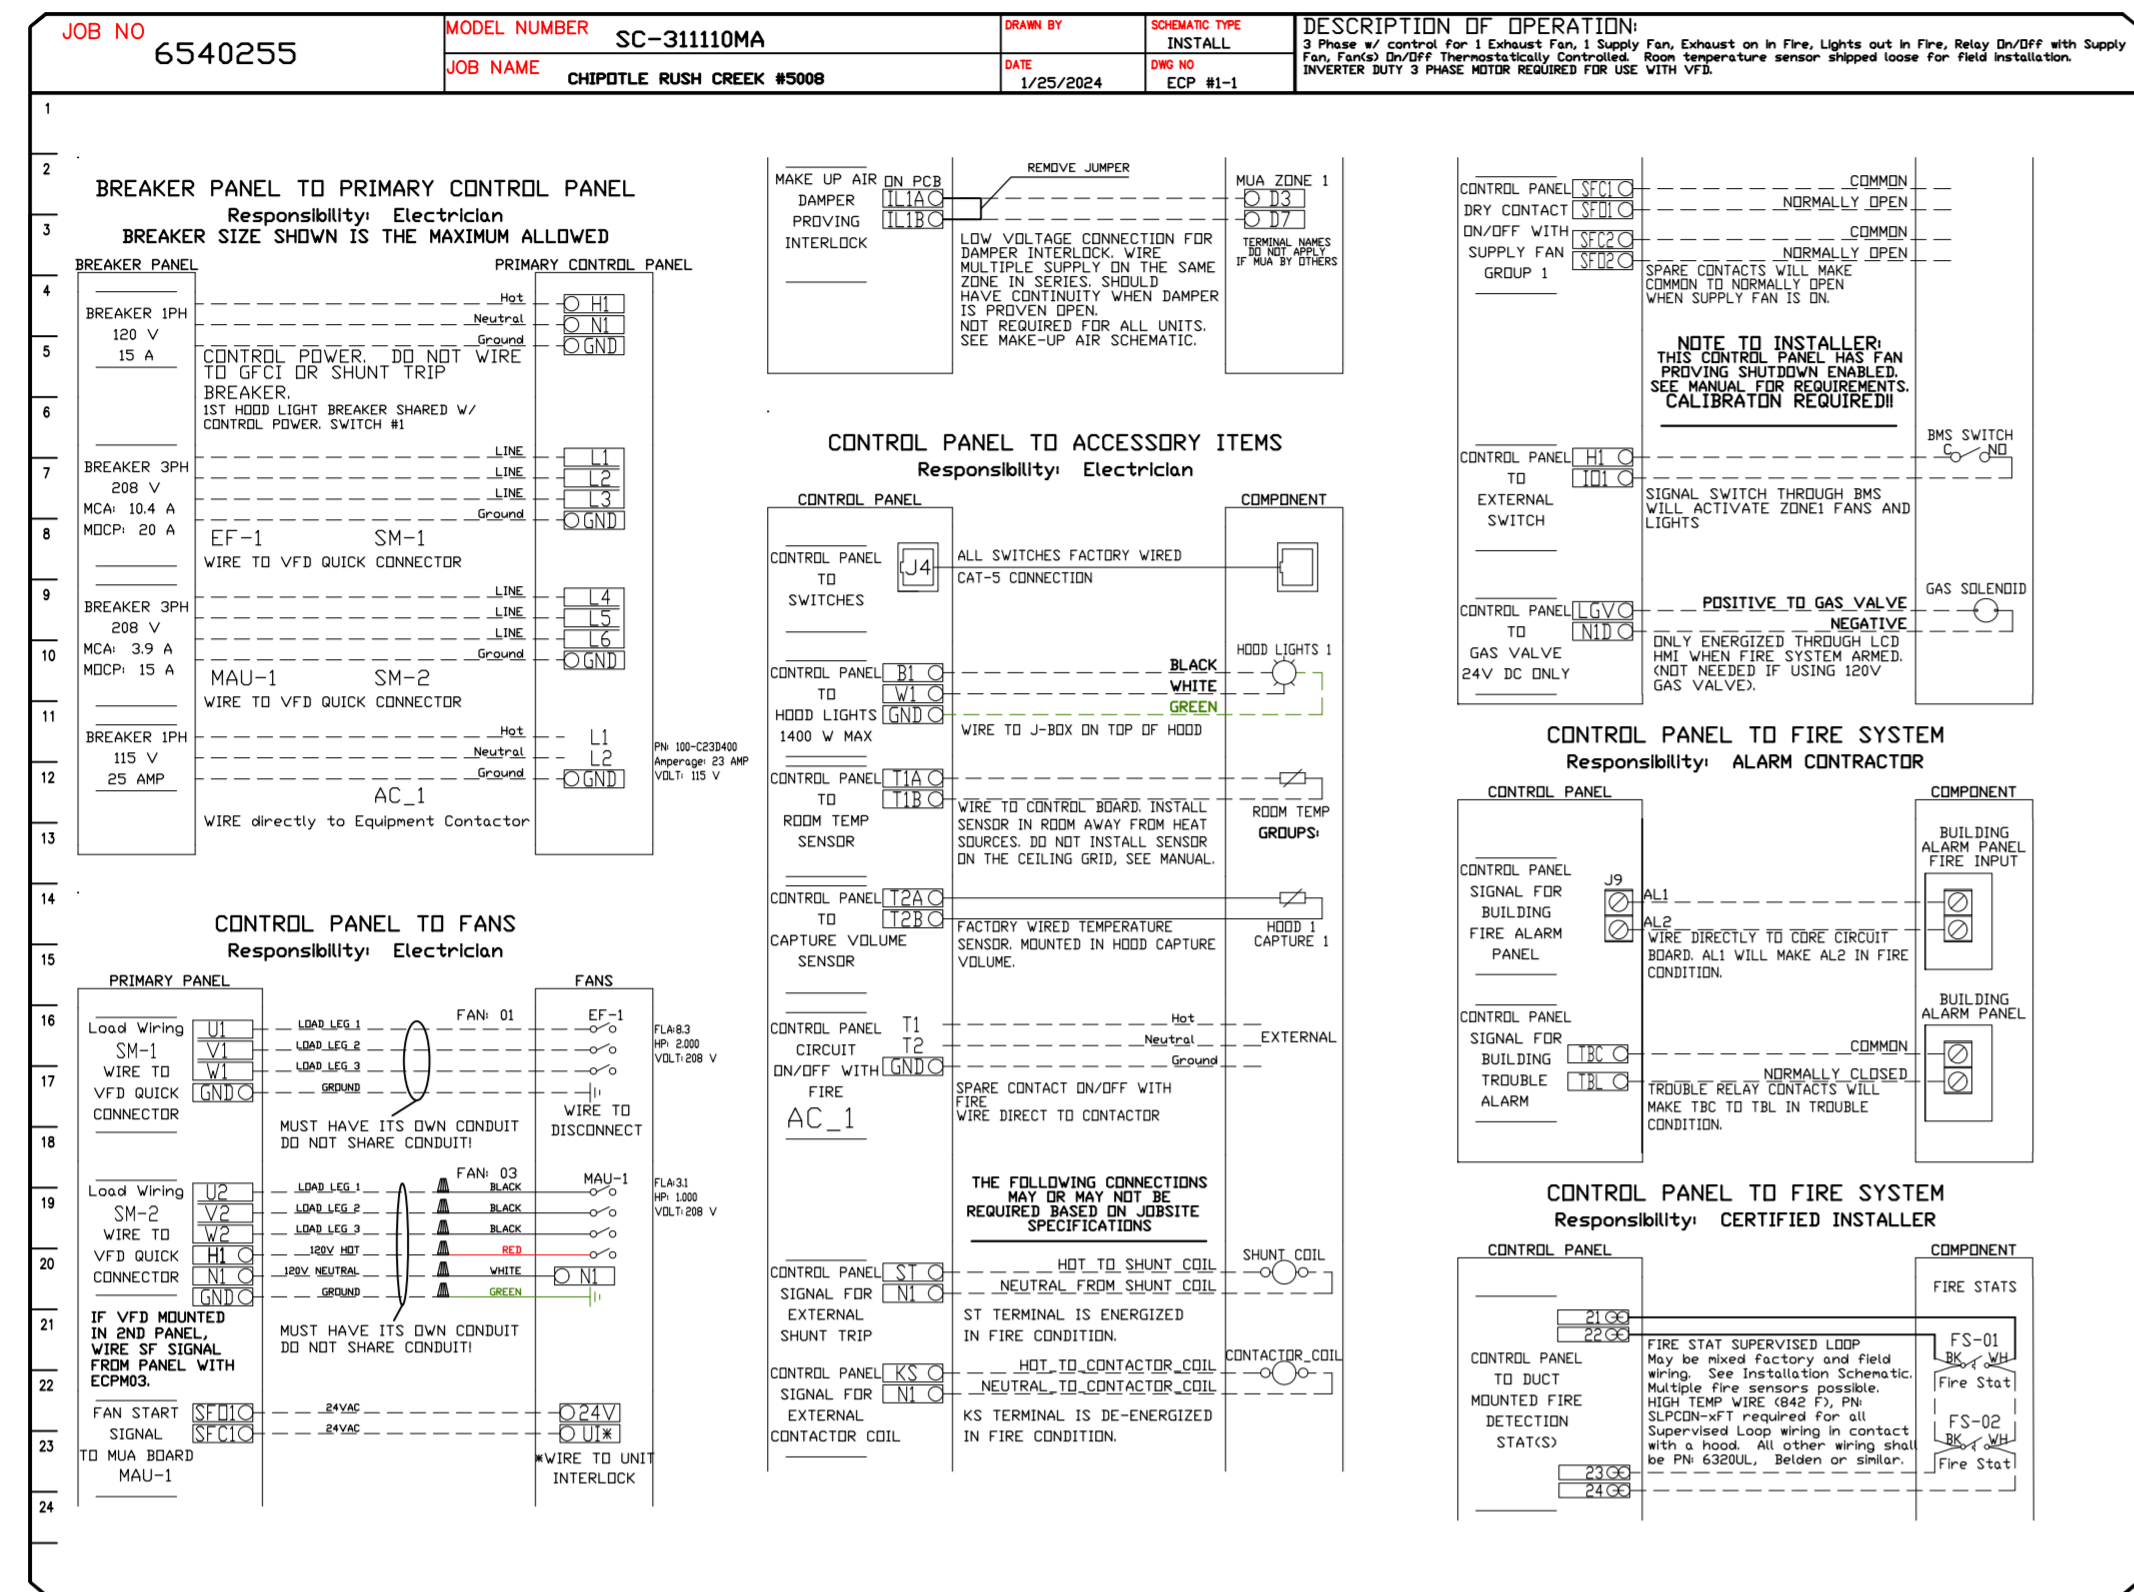 JOB NO
6540255
MODEL NUMBER
SC-311110MA
JOB NAME
CHIPOTLE RUSH CREEK #5008
DRAWN BY
DATE
1/25/2024
SCHEMATIC TYPE
INSTALL
DWG NO
ECP #1-1
DESCRIPTION OF OPERATION:
3 Phase w/ control for 1 Exhaust Fan, 1 Supply Fan, Exhaust on in Fire, Lights out in Fire, Relay On/Off with Supply
Fan, Fan(s) On/Off Thermostatically Controlled. Room temperature sensor shipped loose for field installation.
INVERTER DUTY 3 PHASE MOTOR REQUIRED FOR USE WITH VFD.
1
2
3
4
5
6
7
8
9
10
11
12
13
14
15
16
17
18
19
20
21
22
23
24
BREAKER PANEL TO PRIMARY CONTROL PANEL
Responsibility: Electrician
BREAKER SIZE SHOWN IS THE MAXIMUM ALLOWED
BREAKER PANEL
PRIMARY CONTROL PANEL
BREAKER 1PH
120 V
15 A
Hot
H1
Neutral
N1
Ground
GND
CONTROL POWER. DO NOT WIRE
TO GFCI OR SHUNT TRIP
BREAKER.
1ST HOOD LIGHT BREAKER SHARED W/
CONTROL POWER. SWITCH #1
BREAKER 3PH
208 V
MCA: 10.4 A
MOCP: 20 A
LINE
L1
LINE
L2
LINE
L3
Ground
GND
EF-1
SM-1
WIRE TO VFD QUICK CONNECTOR
BREAKER 3PH
208 V
MCA: 3.9 A
MOCP: 15 A
LINE
L4
LINE
L5
LINE
L6
Ground
GND
MAU-1
SM-2
WIRE TO VFD QUICK CONNECTOR
BREAKER 1PH
115 V
25 AMP
Hot
L1
Neutral
L2
Ground
GND
PN: 100-C23D400
Amperage: 23 AMP
VOLT: 115 V
AC_1
WIRE directly to Equipment Contactor
CONTROL PANEL TO FANS
Responsibility: Electrician
PRIMARY PANEL
FANS
Load Wiring
SM-1
WIRE TO
VFD QUICK
CONNECTOR
U1
V1
W1
GND
LOAD LEG 1
LOAD LEG 2
LOAD LEG 3
GROUND
FAN: 01
EF-1
FLA:8.3
HP: 2.000
VOLT: 208 V
WIRE TO
DISCONNECT
MUST HAVE ITS OWN CONDUIT
DO NOT SHARE CONDUIT!
Load Wiring
SM-2
WIRE TO
VFD QUICK
CONNECTOR
U2
V2
W2
H1
N1
GND
LOAD LEG 1
LOAD LEG 2
LOAD LEG 3
120V HOT
120V NEUTRAL
GROUND
FAN: 03
BLACK
BLACK
BLACK
RED
WHITE
GREEN
MAU-1
N1
FLA:3.1
HP: 1.000
VOLT: 208 V
IF VFD MOUNTED
IN 2ND PANEL,
WIRE SF SIGNAL
FROM PANEL WITH
ECPM03.
MUST HAVE ITS OWN CONDUIT
DO NOT SHARE CONDUIT!
FAN START
SIGNAL
TO MUA BOARD
MAU-1
SFO1
SFC1
24VAC
24VAC
24V
UI*
*WIRE TO UNIT
INTERLOCK
MAKE UP AIR
DAMPER
PROVING
INTERLOCK
ON PCB
IL1A
IL1B
REMOVE JUMPER
MUA ZONE 1
D3
D7
TERMINAL NAMES
DO NOT APPLY
IF MUA BY OTHERS
LOW VOLTAGE CONNECTION FOR
DAMPER INTERLOCK. WIRE
MULTIPLE SUPPLY ON THE SAME
ZONE IN SERIES. SHOULD
HAVE CONTINUITY WHEN DAMPER
IS PROVEN OPEN.
NOT REQUIRED FOR ALL UNITS.
SEE MAKE-UP AIR SCHEMATIC.
CONTROL PANEL TO ACCESSORY ITEMS
Responsibility: Electrician
CONTROL PANEL
COMPONENT
CONTROL PANEL
TO
SWITCHES
J4
ALL SWITCHES FACTORY WIRED
CAT-5 CONNECTION
CONTROL PANEL
TO
HOOD LIGHTS
1400 W MAX
B1
W1
GND
BLACK
WHITE
GREEN
HOOD LIGHTS 1
WIRE TO J-BOX ON TOP OF HOOD
CONTROL PANEL
TO
ROOM TEMP
SENSOR
T1A
T1B
WIRE TO CONTROL BOARD. INSTALL
SENSOR IN ROOM AWAY FROM HEAT
SOURCES. DO NOT INSTALL SENSOR
ON THE CEILING GRID, SEE MANUAL.
ROOM TEMP
GROUPS:
CONTROL PANEL
TO
CAPTURE VOLUME
SENSOR
T2A
T2B
FACTORY WIRED TEMPERATURE
SENSOR. MOUNTED IN HOOD CAPTURE
VOLUME.
HOOD 1
CAPTURE 1
CONTROL PANEL
CIRCUIT
ON/OFF WITH
FIRE
AC_1
T1
T2
GND
Hot
Neutral
Ground
EXTERNAL
SPARE CONTACT ON/OFF WITH
FIRE
WIRE DIRECT TO CONTACTOR
THE FOLLOWING CONNECTIONS
MAY OR MAY NOT BE
REQUIRED BASED ON JOBSITE
SPECIFICATIONS
CONTROL PANEL
SIGNAL FOR
EXTERNAL
SHUNT TRIP
ST
N1
HOT TO SHUNT COIL
NEUTRAL FROM SHUNT COIL
SHUNT COIL
ST TERMINAL IS ENERGIZED
IN FIRE CONDITION.
CONTROL PANEL
SIGNAL FOR
EXTERNAL
CONTACTOR COIL
KS
N1
HOT_TO_CONTACTOR_COIL
NEUTRAL_TO_CONTACTOR_COIL
CONTACTOR_COIL
KS TERMINAL IS DE-ENERGIZED
IN FIRE CONDITION.
CONTROL PANEL
DRY CONTACT
ON/OFF WITH
SUPPLY FAN
GROUP 1
SFC1
SFO1
SFC2
SFO2
COMMON
NORMALLY OPEN
COMMON
NORMALLY OPEN
SPARE CONTACTS WILL MAKE
COMMON TO NORMALLY OPEN
WHEN SUPPLY FAN IS ON.
NOTE TO INSTALLER:
THIS CONTROL PANEL HAS FAN
PROVING SHUTDOWN ENABLED.
SEE MANUAL FOR REQUIREMENTS.
CALIBRATON REQUIRED!!
CONTROL PANEL
TO
EXTERNAL
SWITCH
H1
IO1
BMS SWITCH
C
NO
SIGNAL SWITCH THROUGH BMS
WILL ACTIVATE ZONE1 FANS AND
LIGHTS
CONTROL PANEL
TO
GAS VALVE
24V DC ONLY
LGV
N1D
POSITIVE TO GAS VALVE
NEGATIVE
GAS SOLENOID
ONLY ENERGIZED THROUGH LCD
HMI WHEN FIRE SYSTEM ARMED.
(NOT NEEDED IF USING 120V
GAS VALVE).
CONTROL PANEL TO FIRE SYSTEM
Responsibility: ALARM CONTRACTOR
CONTROL PANEL
COMPONENT
CONTROL PANEL
SIGNAL FOR
BUILDING
FIRE ALARM
PANEL
J9
AL1
AL2
WIRE DIRECTLY TO CORE CIRCUIT
BOARD. AL1 WILL MAKE AL2 IN FIRE
CONDITION.
BUILDING
ALARM PANEL
FIRE INPUT
CONTROL PANEL
SIGNAL FOR
BUILDING
TROUBLE
ALARM
TBC
TBL
COMMON
NORMALLY CLOSED
TROUBLE RELAY CONTACTS WILL
MAKE TBC TO TBL IN TROUBLE
CONDITION.
BUILDING
ALARM PANEL
CONTROL PANEL TO FIRE SYSTEM
Responsibility: CERTIFIED INSTALLER
CONTROL PANEL
COMPONENT
FIRE STATS
CONTROL PANEL
TO DUCT
MOUNTED FIRE
DETECTION
STAT(S)
21
22
FIRE STAT SUPERVISED LOOP
May be mixed factory and field
wiring. See Installation Schematic.
Multiple fire sensors possible.
HIGH TEMP WIRE (842 F), PN:
SLPCON-xFT required for all
Supervised Loop wiring in contact
with a hood. All other wiring shall
be PN: 6320UL, Belden or similar.
23
24
FS-01
BK
WH
Fire Stat
FS-02
BK
WH
Fire Stat